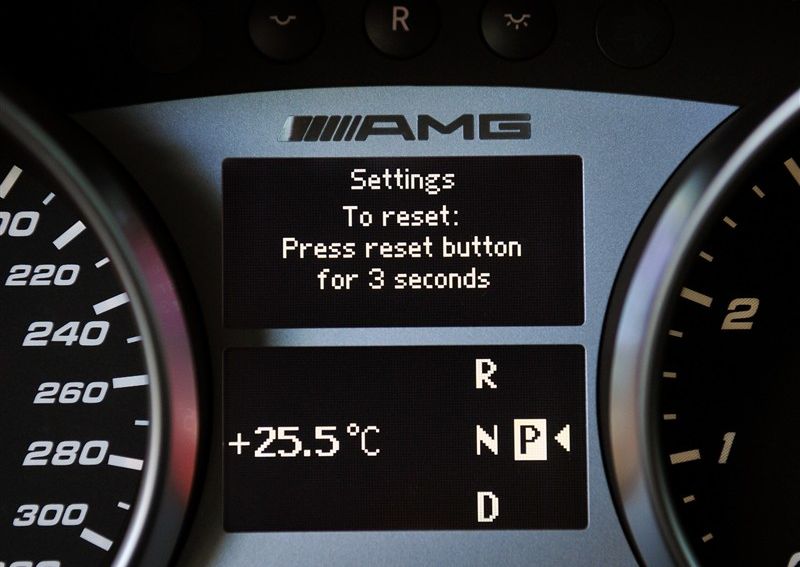 R
AMG
Settings
To reset:
Press reset button
for 3 seconds
220
240
260
280
300
+25.5°C
R
N P
D
2
1